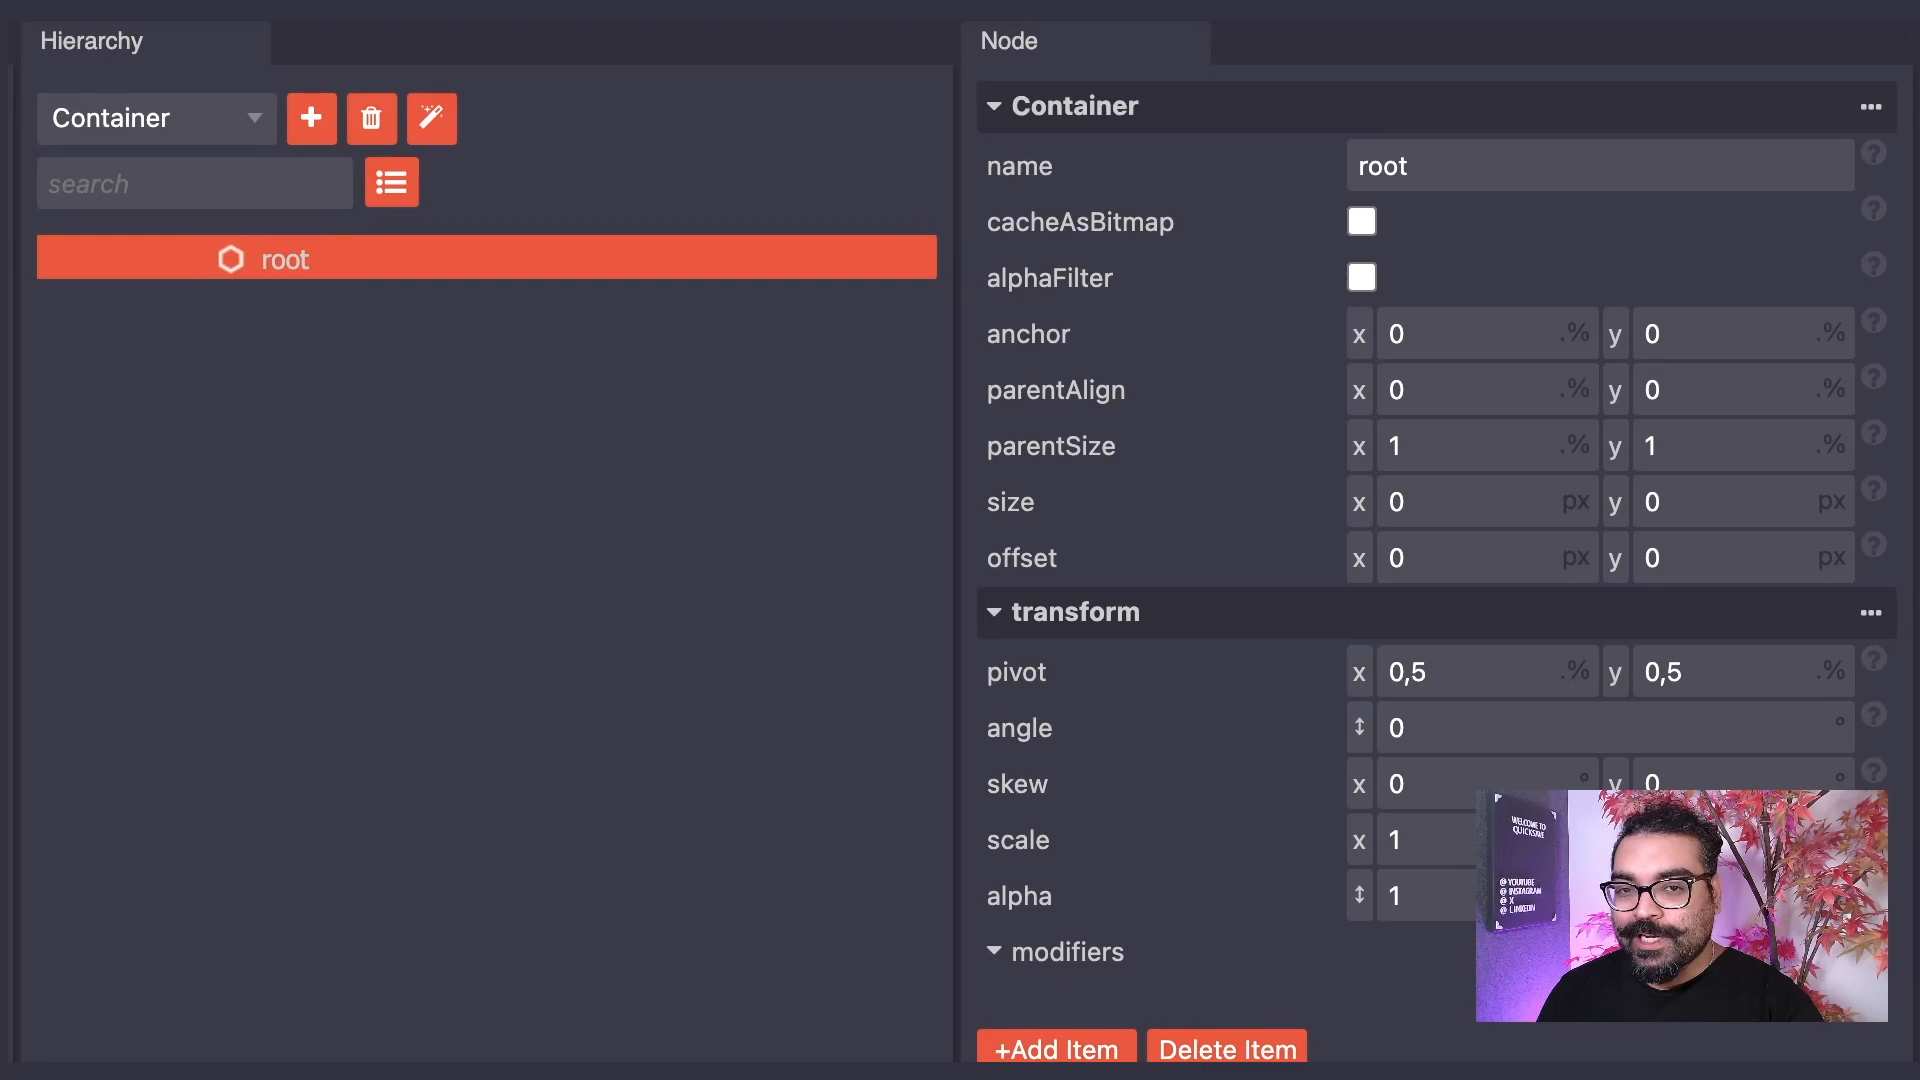 Hierarchy
Container
search
root
Node
Container
name root
cacheAsBitmap
alphaFilter
anchor x 0 .% y 0 .%
parentAlign x 0 .% y 0 .%
parentSize x 1 .% y 1 .%
size x 0 px y 0 px
offset x 0 px y 0 px
transform
pivot x 0,5 .% y 0,5 .%
angle 0 °
skew x 0 ° y 0 °
scale x 1
alpha 1
modifiers
+Add Item Delete Item
WELCOME TO
QUICKSAVE
@ YOUTUBE
@ INSTAGRAM
@ X
@ LINKEDIN